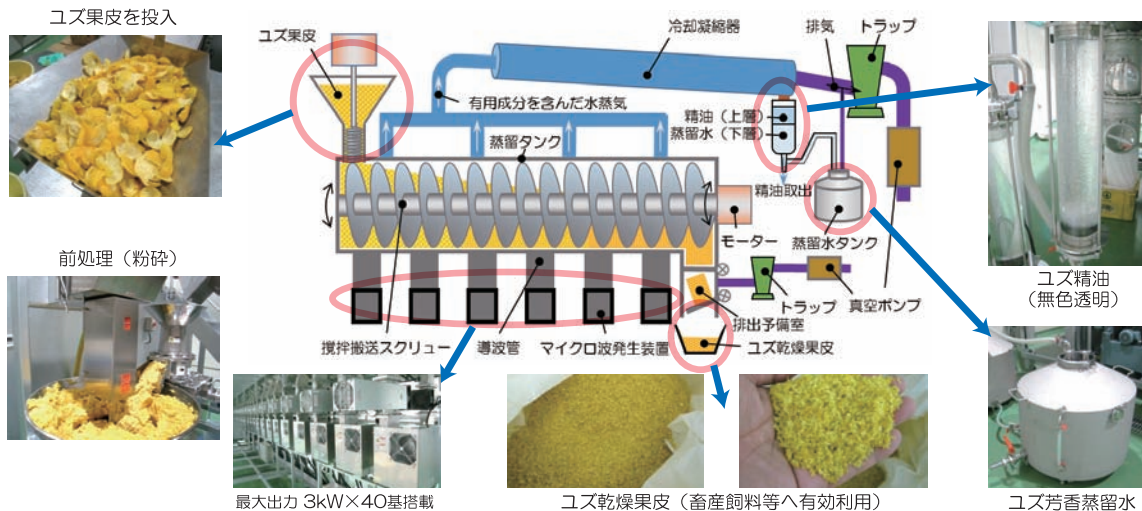 ユズ果皮を投入
ユズ果皮
冷却凝縮器
排気
トラップ
有用成分を含んだ水蒸気
精油（上層）
蒸留水（下層）
蒸留タンク
精油取出
モーター
蒸留水タンク
ユズ精油
（無色透明）
前処理（粉砕）
トラップ
真空ポンプ
排出予備室
撹拌搬送スクリュー
導波管
マイクロ波発生装置
ユズ乾燥果皮
最大出力 3kW×40基搭載
ユズ乾燥果皮（畜産飼料等へ有効利用）
ユズ芳香蒸留水